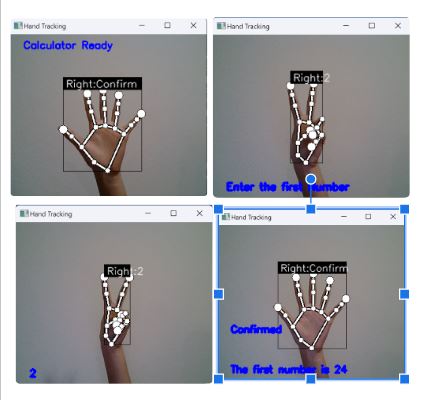 Hand Tracking
Calculator Ready
Right:Confirm
Hand Tracking
Right:2
Enter the first number
Hand Tracking
Right:2
2
Hand Tracking
Right:Confirm
Confirmed
The first number is 24